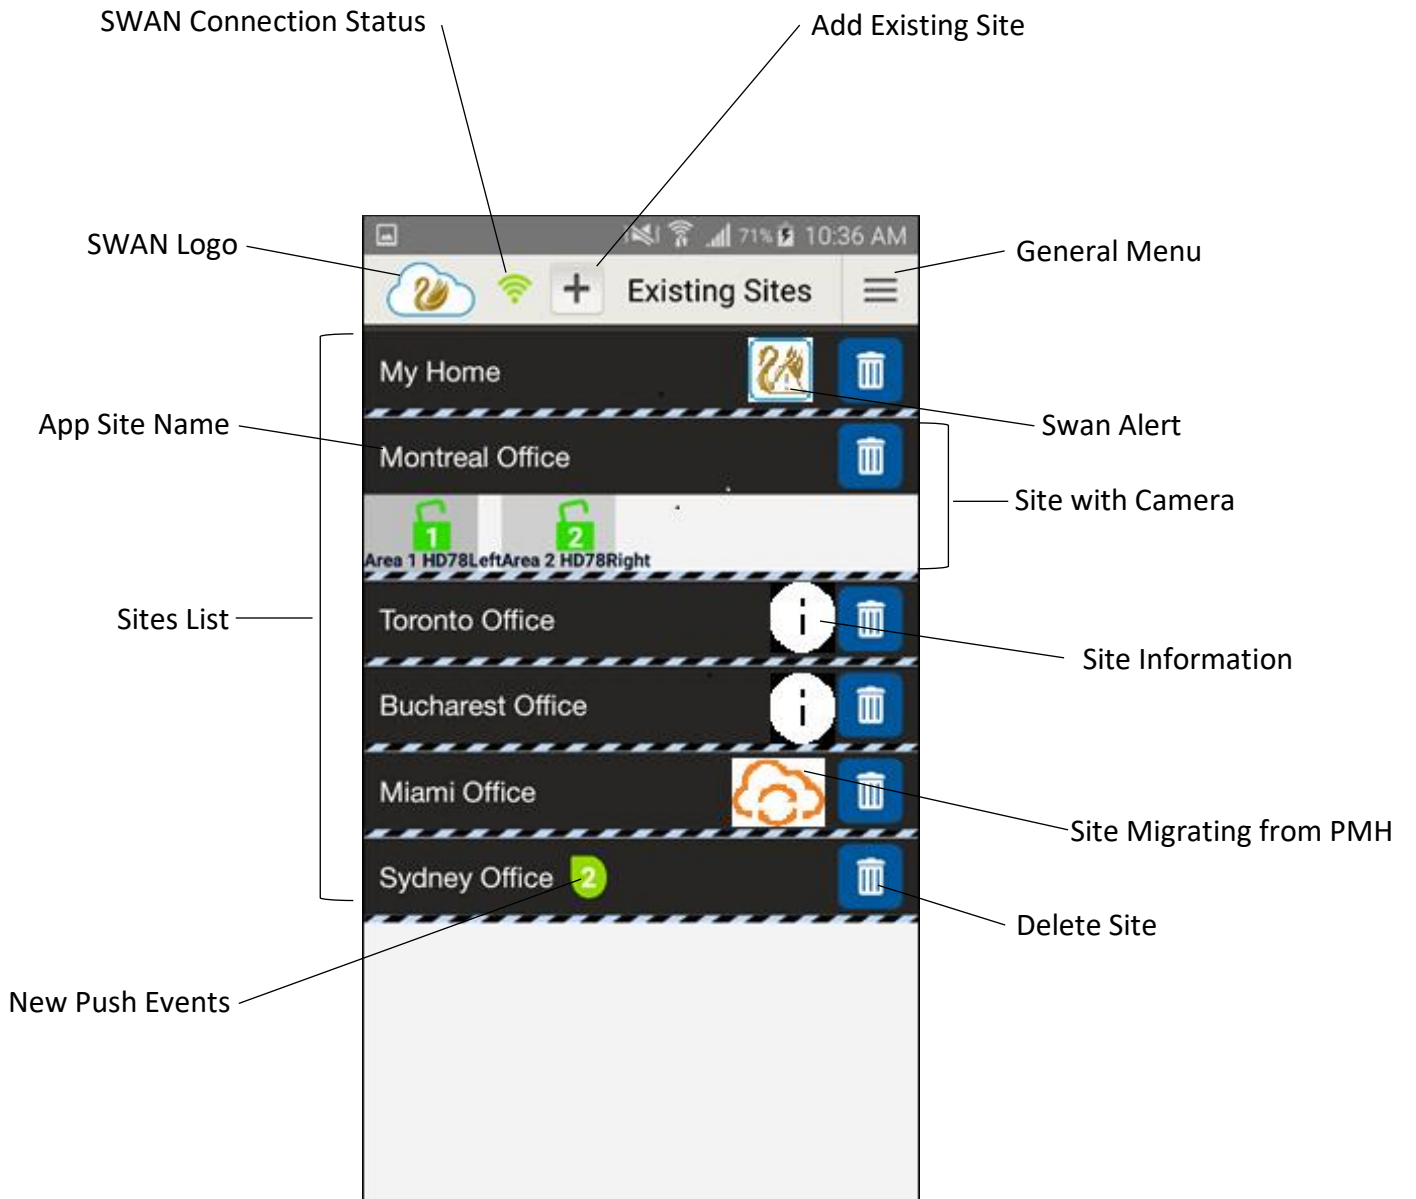 SWAN Connection Status
Add Existing Site
SWAN Logo
General Menu
71% 10:36 AM
Existing Sites
My Home
Swan Alert
App Site Name
Montreal Office
Site with Camera
1 2
Area 1 HD78Left Area 2 HD78Right
Sites List
Toronto Office
i
Site Information
Bucharest Office
i
Miami Office
Site Migrating from PMH
Sydney Office 2
Delete Site
New Push Events